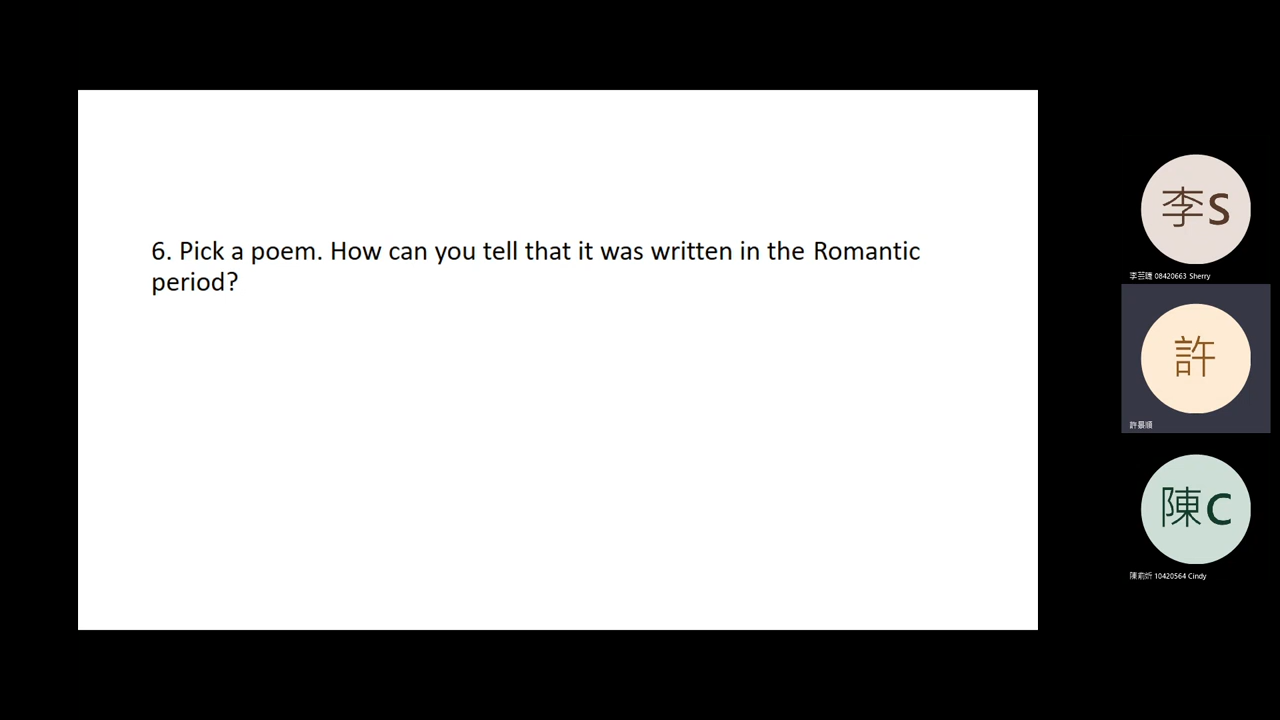 6. Pick a poem. How can you tell that it was written in the Romantic
period?
李S
08420663 Sherry
許
陳C
10420564 Cindy